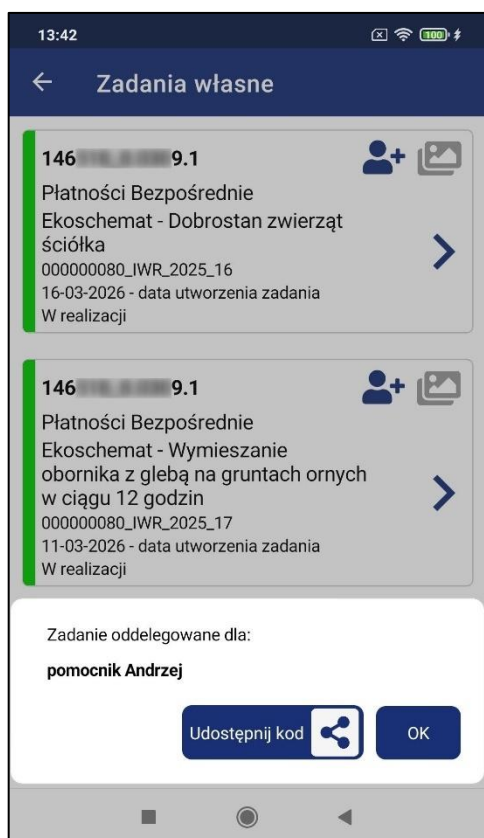 13:42
100
Zadania własne
146 9.1
Płatności Bezpośrednie
Ekoschemat - Dobrostan zwierząt
ściółka
000000080_IWR_2025_16
16-03-2026 - data utworzenia zadania
W realizacji
146 9.1
Płatności Bezpośrednie
Ekoschemat - Wymieszanie
obornika z glebą na gruntach ornych
w ciągu 12 godzin
000000080_IWR_2025_17
11-03-2026 - data utworzenia zadania
W realizacji
Zadanie oddelegowane dla:
pomocnik Andrzej
Udostępnij kod
OK